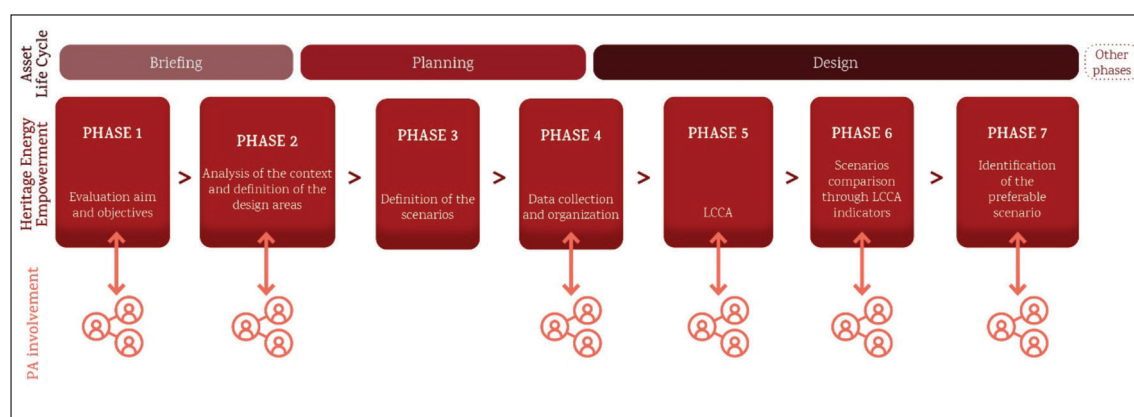 Asset
Life Cycle
Briefing
Planning
Design
Other
phases
Heritage Energy
Empowerment
PHASE 1
Evaluation aim
and objectives
>
PHASE 2
Analysis of the context
and definition of the
design areas
>
PHASE 3
Definition of the
scenarios
>
PHASE 4
Data collection
and organization
>
PHASE 5
LCCA
>
PHASE 6
Scenarios
comparison
through LCCA
indicators
>
PHASE 7
Identification
of the
preferable
scenario
PA involvement